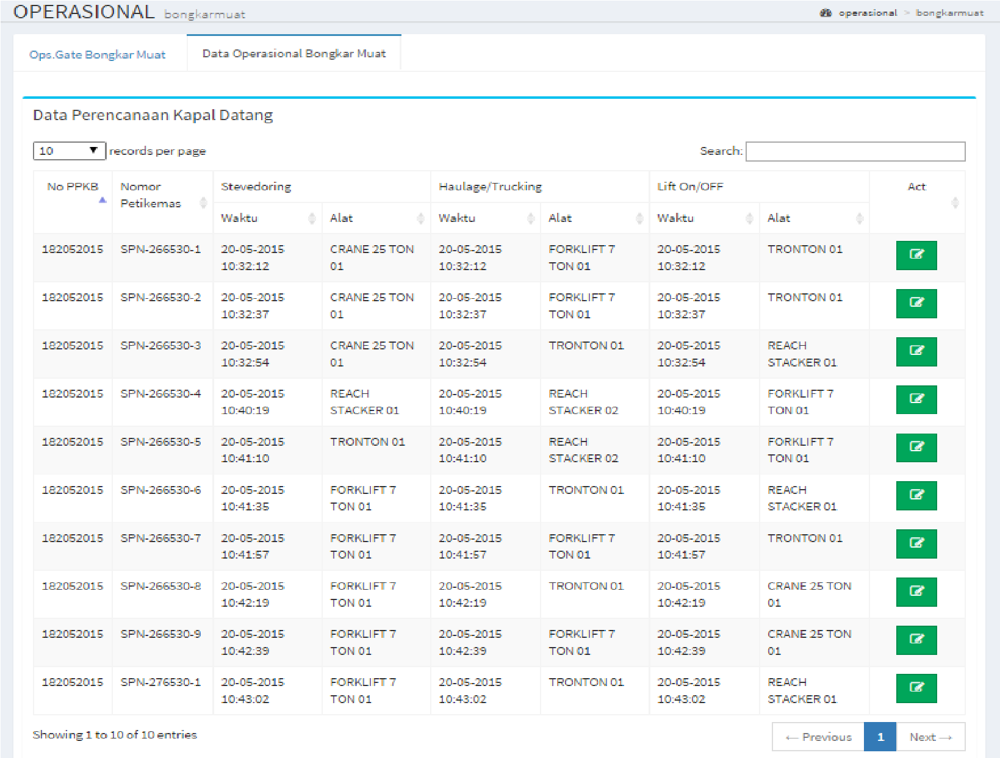 OPERASIONAL bongkarmuat
operasional > bongkarmuat
Ops.Gate Bongkar Muat
Data Operasional Bongkar Muat
Data Perencanaan Kapal Datang
10 records per page
Search:
No PPKB Nomor Petikemas Stevedoring Haulage/Trucking Lift On/OFF Act
Waktu Alat Waktu Alat Waktu Alat
182052015 SPN-266530-1 20-05-2015 CRANE 25 TON 20-05-2015 FORKLIFT 7 20-05-2015 TRONTON 01
10:32:12 01 10:32:12 TON 01 10:32:12
182052015 SPN-266530-2 20-05-2015 CRANE 25 TON 20-05-2015 FORKLIFT 7 20-05-2015 TRONTON 01
10:32:37 01 10:32:37 TON 01 10:32:37
182052015 SPN-266530-3 20-05-2015 CRANE 25 TON 20-05-2015 TRONTON 01 20-05-2015 REACH
10:32:54 01 10:32:54 10:32:54 STACKER 01
182052015 SPN-266530-4 20-05-2015 REACH 20-05-2015 REACH 20-05-2015 FORKLIFT 7
10:40:19 STACKER 01 10:40:19 STACKER 02 10:40:19 TON 01
182052015 SPN-266530-5 20-05-2015 TRONTON 01 20-05-2015 REACH 20-05-2015 FORKLIFT 7
10:41:10 10:41:10 STACKER 02 10:41:10 TON 01
182052015 SPN-266530-6 20-05-2015 FORKLIFT 7 20-05-2015 TRONTON 01 20-05-2015 REACH
10:41:35 TON 01 10:41:35 10:41:35 STACKER 01
182052015 SPN-266530-7 20-05-2015 FORKLIFT 7 20-05-2015 FORKLIFT 7 20-05-2015 TRONTON 01
10:41:57 TON 01 10:41:57 TON 01 10:41:57
182052015 SPN-266530-8 20-05-2015 FORKLIFT 7 20-05-2015 TRONTON 01 20-05-2015 CRANE 25 TON
10:42:19 TON 01 10:42:19 10:42:19 01
182052015 SPN-266530-9 20-05-2015 FORKLIFT 7 20-05-2015 FORKLIFT 7 20-05-2015 CRANE 25 TON
10:42:39 TON 01 10:42:39 TON 01 10:42:39 01
182052015 SPN-276530-1 20-05-2015 FORKLIFT 7 20-05-2015 TRONTON 01 20-05-2015 REACH
10:43:02 TON 01 10:43:02 10:43:02 STACKER 01
Showing 1 to 10 of 10 entries
← Previous 1 Next →